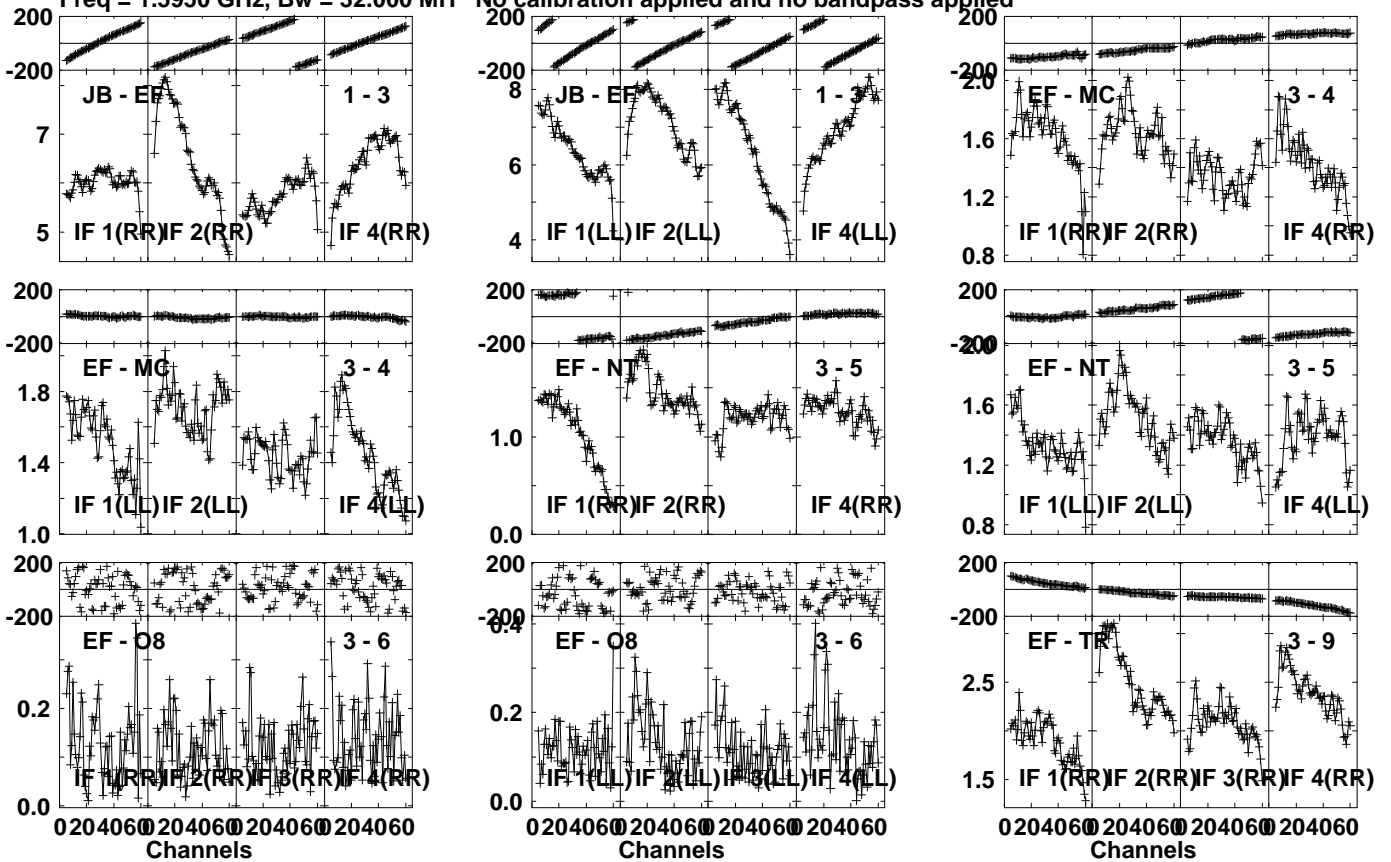 Freq = 1.5950 GHz, Bw = 32.000 MH No calibration applied and no bandpass applied
200
-200
JB - EF
1 - 3
7
5
IF 1(RR)
IF 2(RR)
IF 4(RR)
200
-200
JB - EF
1 - 3
8
6
4
IF 1(LL)
IF 2(LL)
IF 4(LL)
200
-200
2.0
EF - MC
3 - 4
1.6
1.2
0.8
IF 1(RR)
IF 2(RR)
IF 4(RR)
200
-200
EF - MC
3 - 4
1.8
1.4
1.0
IF 1(LL)
IF 2(LL)
IF 4(LL)
200
-200
EF - NT
3 - 5
1.0
0.0
IF 1(RR)
IF 2(RR)
IF 4(RR)
200
-200
2.0
EF - NT
3 - 5
1.6
1.2
0.8
IF 1(LL)
IF 2(LL)
IF 4(LL)
200
-200
EF - O8
3 - 6
0.2
0.0
IF 1(RR)
IF 2(RR)
IF 3(RR)
IF 4(RR)
0 20 40 60 0 20 40 60 0 20 40 60 0 20 40 60
Channels
200
-200
0.4
EF - O8
3 - 6
0.2
0.0
IF 1(LL)
IF 2(LL)
IF 3(LL)
IF 4(LL)
0 20 40 60 0 20 40 60 0 20 40 60 0 20 40 60
Channels
200
-200
EF - TR
3 - 9
2.5
1.5
IF 1(RR)
IF 2(RR)
IF 3(RR)
IF 4(RR)
0 20 40 60 0 20 40 60 0 20 40 60 0 20 40 60
Channels